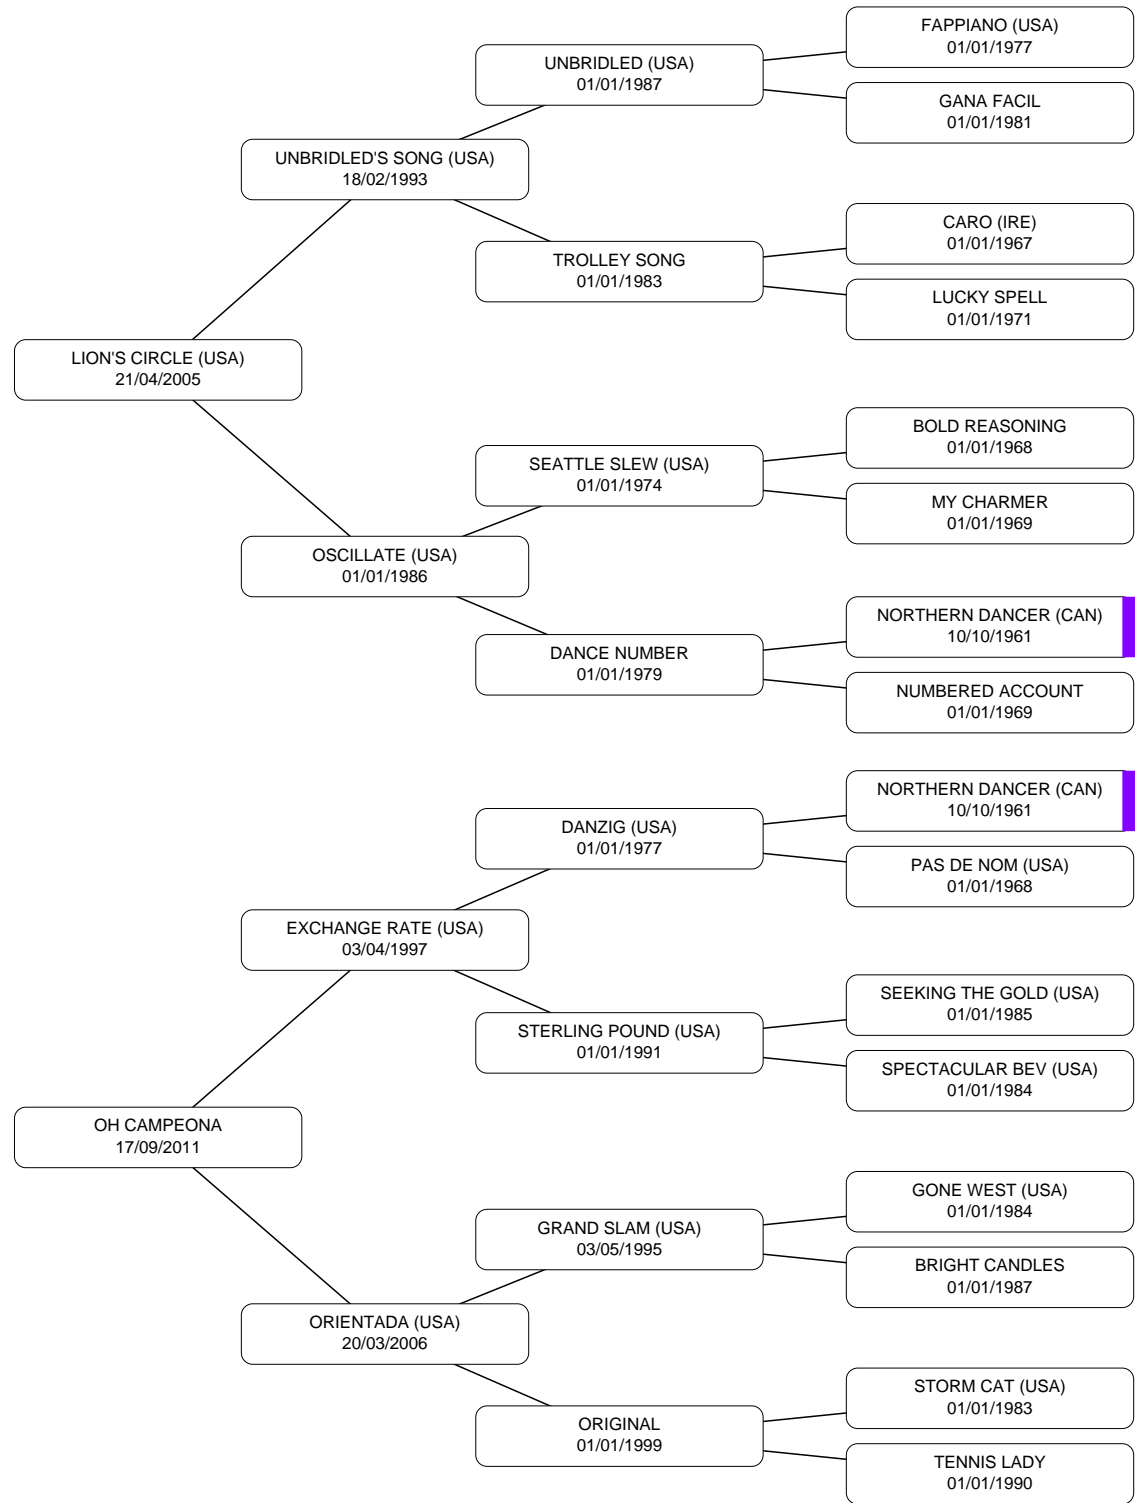 FAPPIANO (USA)
01/01/1977
UNBRIDLED (USA)
01/01/1987
GANA FACIL
01/01/1981
UNBRIDLED'S SONG (USA)
18/02/1993
CARO (IRE)
01/01/1967
TROLLEY SONG
01/01/1983
LUCKY SPELL
01/01/1971
LION'S CIRCLE (USA)
21/04/2005
BOLD REASONING
01/01/1968
SEATTLE SLEW (USA)
01/01/1974
MY CHARMER
01/01/1969
OSCILLATE (USA)
01/01/1986
NORTHERN DANCER (CAN)
10/10/1961
DANCE NUMBER
01/01/1979
NUMBERED ACCOUNT
01/01/1969
NORTHERN DANCER (CAN)
10/10/1961
DANZIG (USA)
01/01/1977
PAS DE NOM (USA)
01/01/1968
EXCHANGE RATE (USA)
03/04/1997
SEEKING THE GOLD (USA)
01/01/1985
STERLING POUND (USA)
01/01/1991
SPECTACULAR BEV (USA)
01/01/1984
OH CAMPEONA
17/09/2011
GONE WEST (USA)
01/01/1984
GRAND SLAM (USA)
03/05/1995
BRIGHT CANDLES
01/01/1987
ORIENTADA (USA)
20/03/2006
STORM CAT (USA)
01/01/1983
ORIGINAL
01/01/1999
TENNIS LADY
01/01/1990